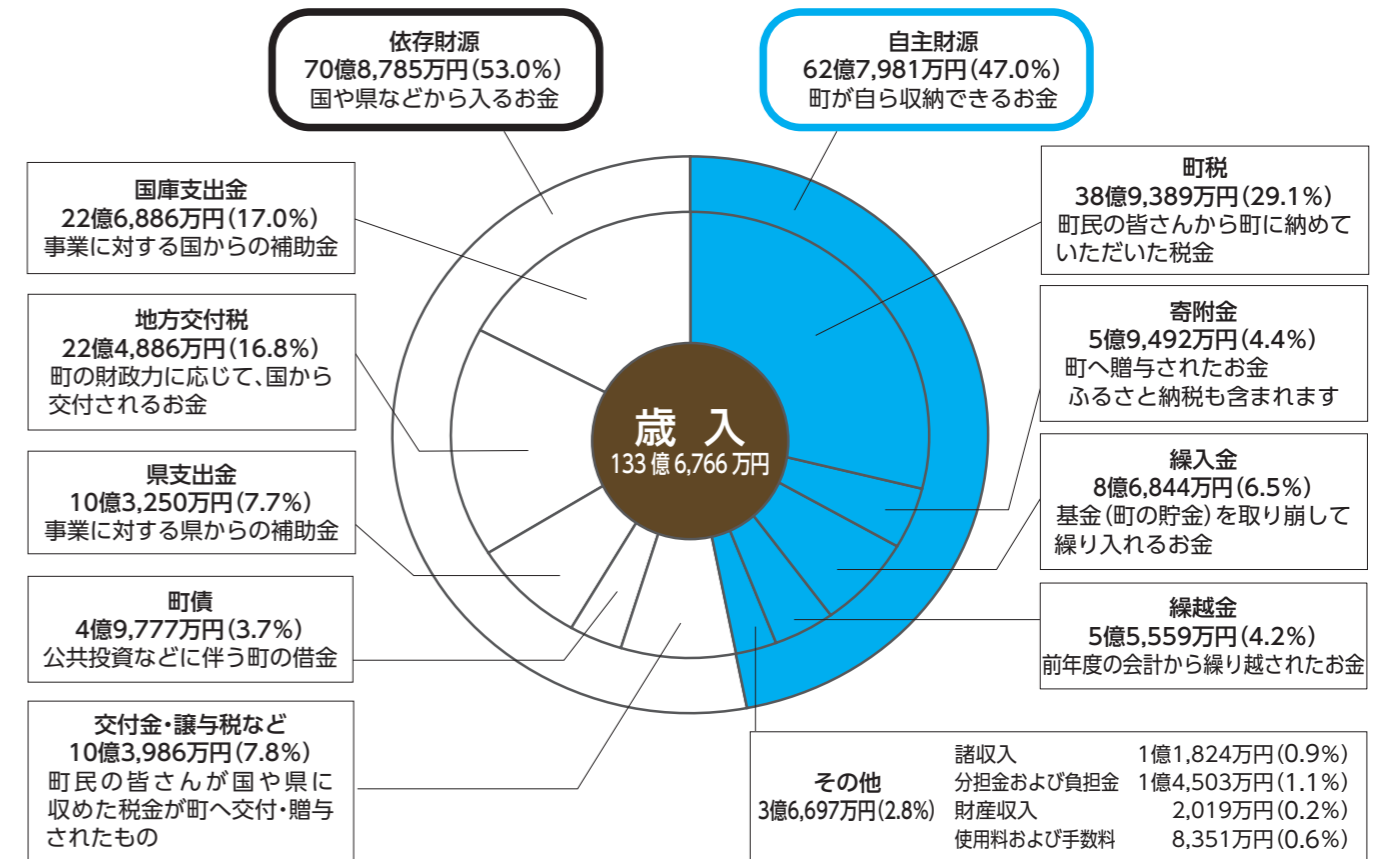 依存財源
70億8,785万円(53.0%)
国や県などから入るお金
自主財源
62億7,981万円(47.0%)
町が自ら収納できるお金
国庫支出金
22億6,886万円(17.0%)
事業に対する国からの補助金
地方交付税
22億4,886万円(16.8%)
町の財政力に応じて、国から
交付されるお金
県支出金
10億3,250万円(7.7%)
事業に対する県からの補助金
町債
4億9,777万円(3.7%)
公共投資などに伴う町の借金
交付金・譲与税など
10億3,986万円(7.8%)
町民の皆さんが国や県に
収めた税金が町へ交付・贈与
されたもの
歳 入
133億6,766万円
町税
38億9,389万円(29.1%)
町民の皆さんから町に納めて
いただいた税金
寄附金
5億9,492万円(4.4%)
町へ贈与されたお金
ふるさと納税も含まれます
繰入金
8億6,844万円(6.5%)
基金(町の貯金)を取り崩して
繰り入れるお金
繰越金
5億5,559万円(4.2%)
前年度の会計から繰り越されたお金
その他
3億6,697万円(2.8%)
諸収入 1億1,824万円(0.9%)
分担金および負担金 1億4,503万円(1.1%)
財産収入 2,019万円(0.2%)
使用料および手数料 8,351万円(0.6%)